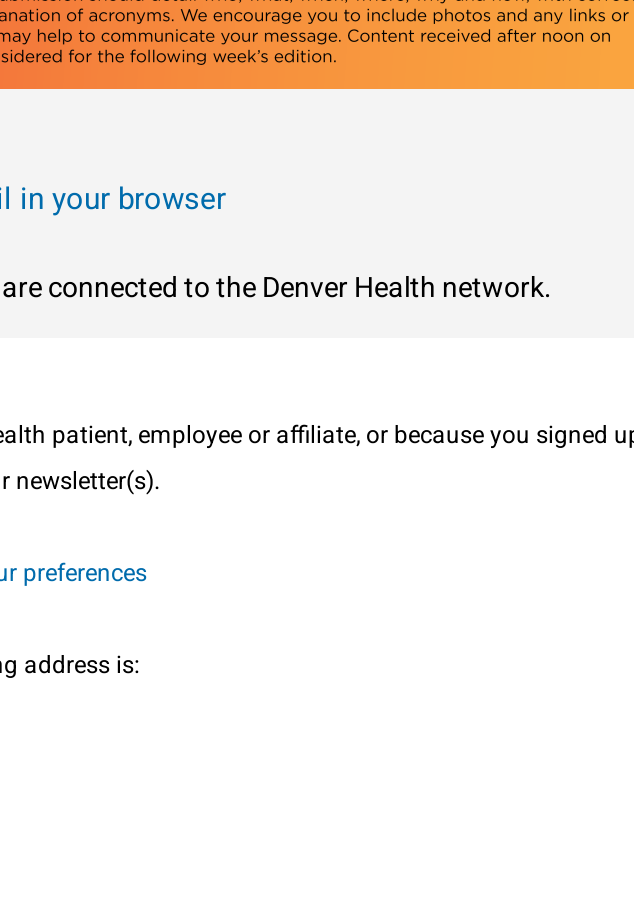 anation of acronyms. We encourage you to include photos and any links or
may help to communicate your message. Content received after noon on
sidered for the following week's edition.
il in your browser
are connected to the Denver Health network.
ealth patient, employee or affiliate, or because you signed up
r newsletter(s).
ur preferences
ng address is: